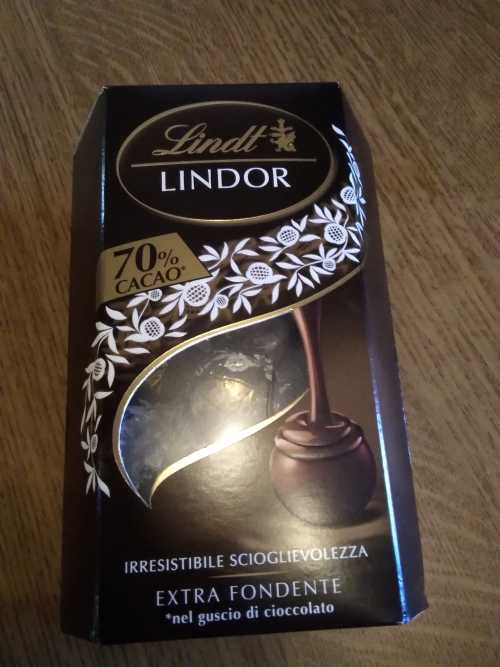 Lindt
LINDOR
70%
CACAO*
IRRESISTIBILE SCIOGLIEVOLEZZA
EXTRA FONDENTE
*nel guscio di cioccolato